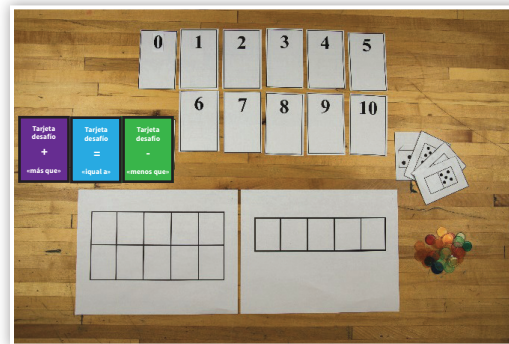 0 1 2 3 4 5
6 7 8 9 10
Tarjeta
desafío
+
«más que»
Tarjeta
desafío
=
«igual a»
Tarjeta
desafío
-
«menos que»